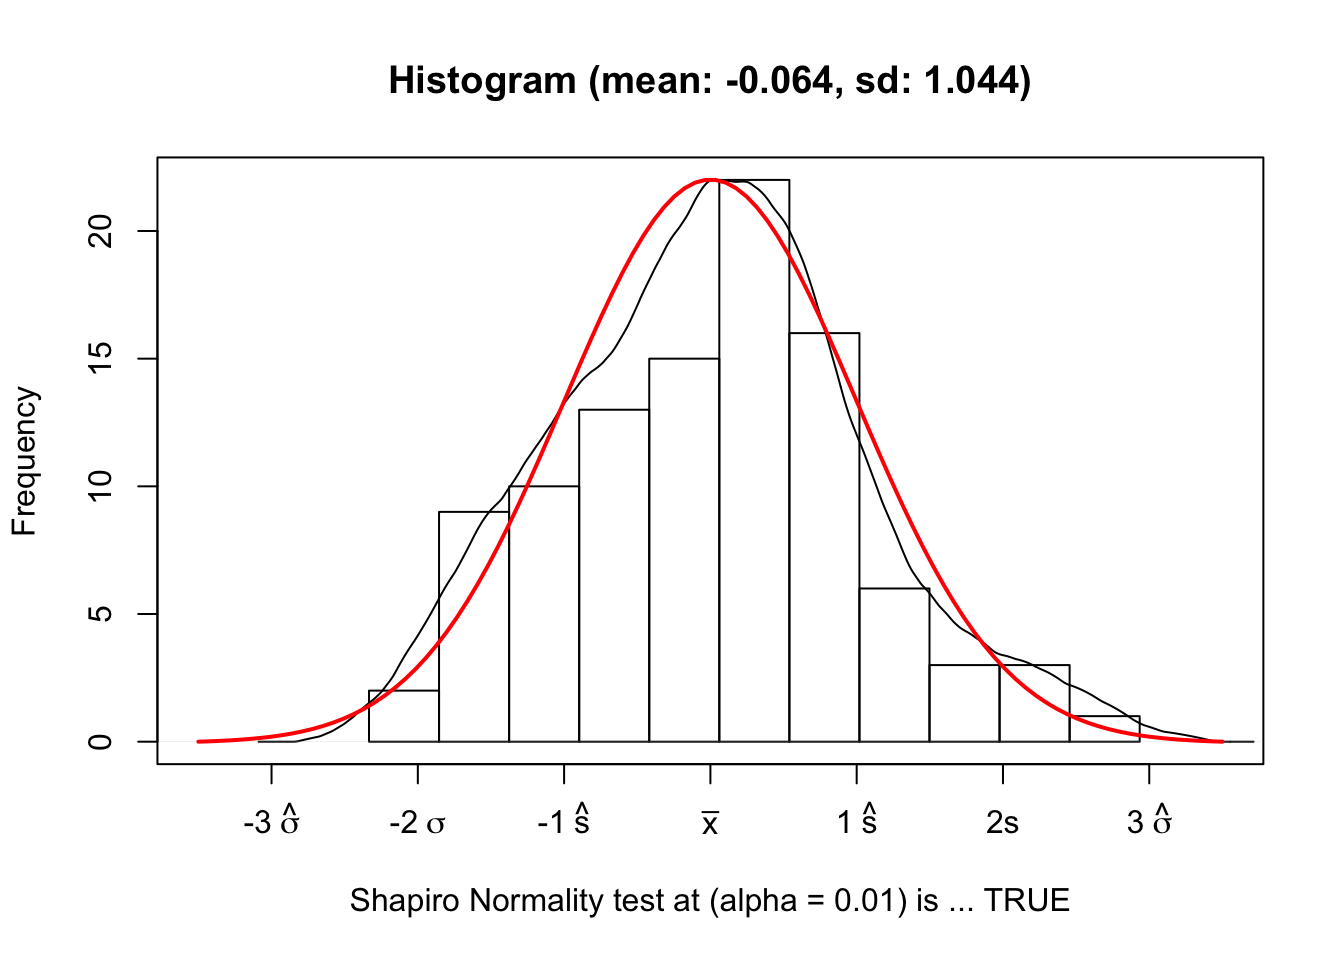 Histogram (mean: -0.064, sd: 1.044)
Frequency
20
15
10
5
0
-3 σ̂ -2 σ -1 ŝ x̅ 1 ŝ 2s 3 σ̂
Shapiro Normality test at (alpha = 0.01) is ... TRUE